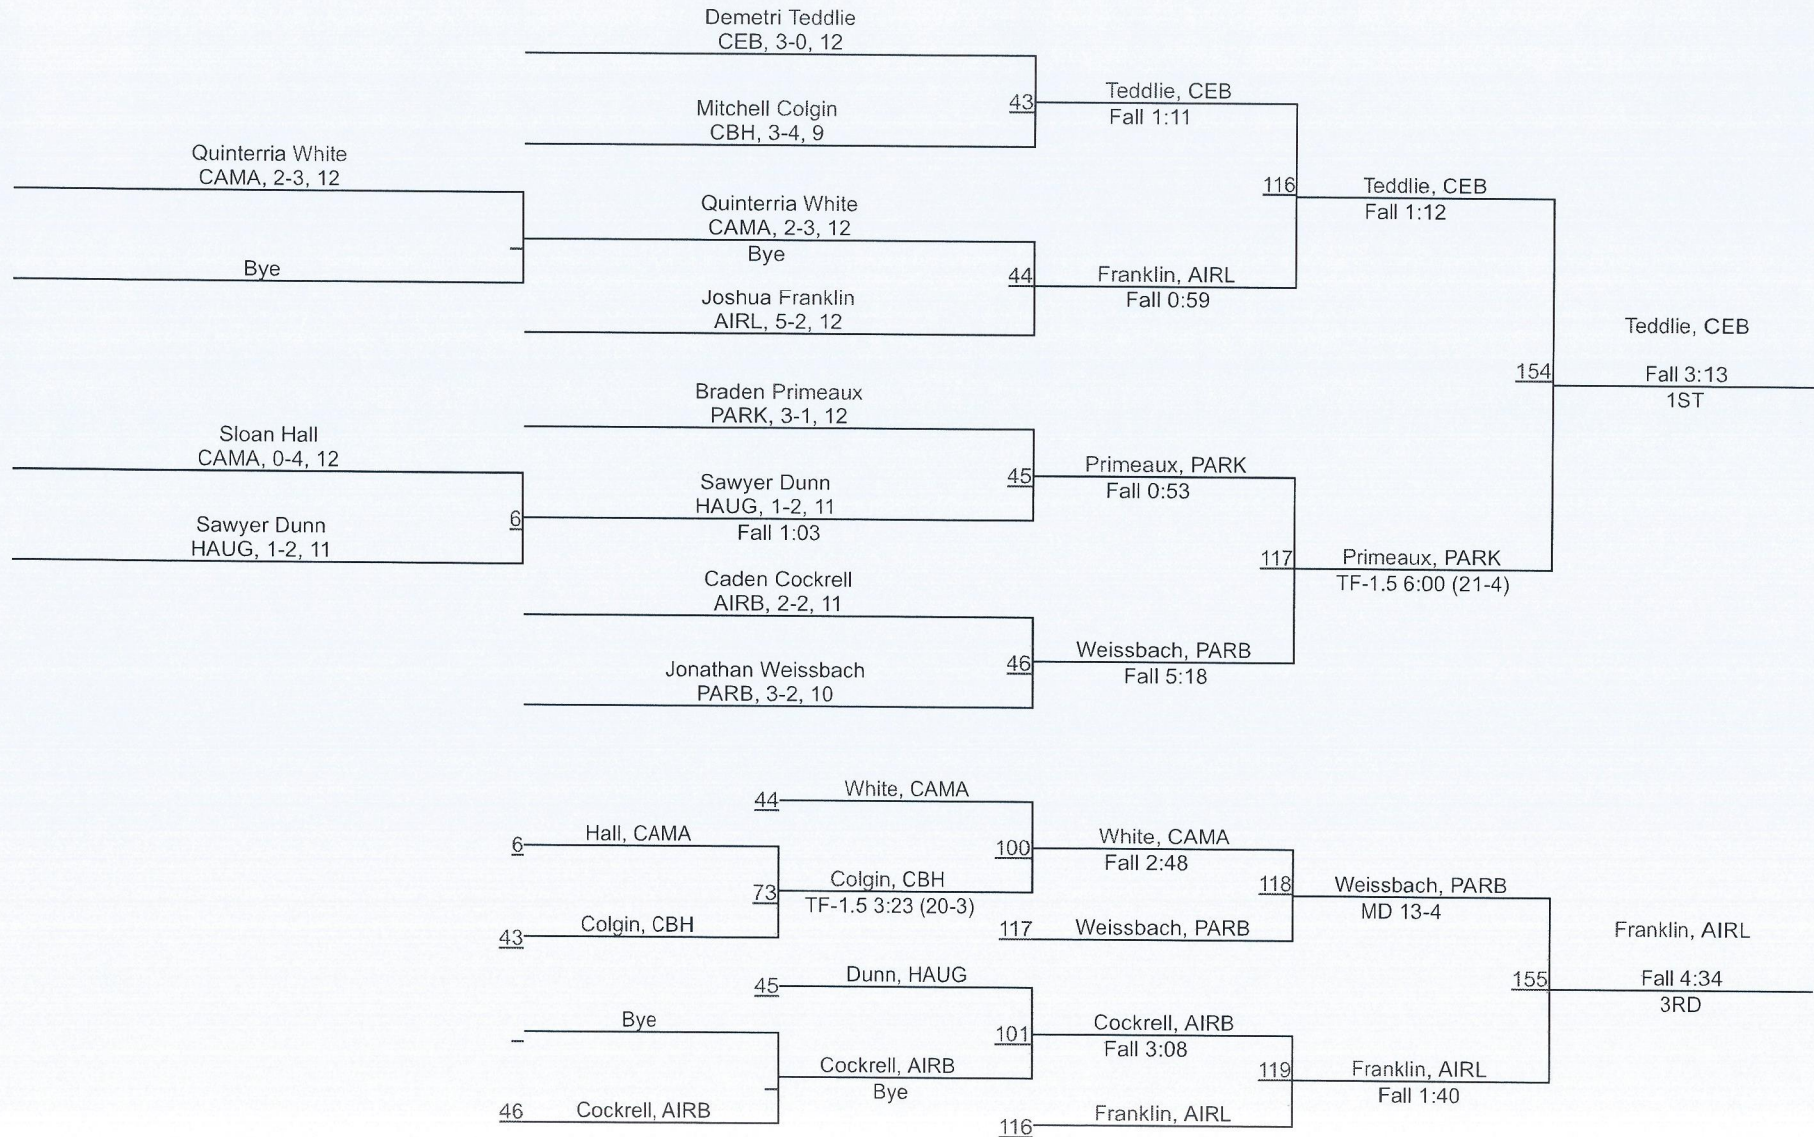 Demetri Teddlie
CEB, 3-0, 12
43
Teddlie, CEB
Fall 1:11
Mitchell Colgin
CBH, 3-4, 9
Quinterria White
CAMA, 2-3, 12
116
Teddlie, CEB
Fall 1:12
Quinterria White
CAMA, 2-3, 12
Bye
Bye
44
Franklin, AIRL
Fall 0:59
Joshua Franklin
AIRL, 5-2, 12
Teddlie, CEB
154
Fall 3:13
1ST
Braden Primeaux
PARK, 3-1, 12
Sloan Hall
CAMA, 0-4, 12
45
Primeaux, PARK
Fall 0:53
Sawyer Dunn
HAUG, 1-2, 11
Fall 1:03
6
Sawyer Dunn
HAUG, 1-2, 11
117
Primeaux, PARK
TF-1.5 6:00 (21-4)
Caden Cockrell
AIRB, 2-2, 11
46
Weissbach, PARB
Fall 5:18
Jonathan Weissbach
PARB, 3-2, 10
44
White, CAMA
6
Hall, CAMA
100
White, CAMA
Fall 2:48
73
Colgin, CBH
TF-1.5 3:23 (20-3)
118
Weissbach, PARB
MD 13-4
43
Colgin, CBH
117
Weissbach, PARB
Franklin, AIRL
45
Dunn, HAUG
155
Fall 4:34
3RD
Bye
101
Cockrell, AIRB
Fall 3:08
Cockrell, AIRB
Bye
119
Franklin, AIRL
Fall 1:40
46
Cockrell, AIRB
116
Franklin, AIRL